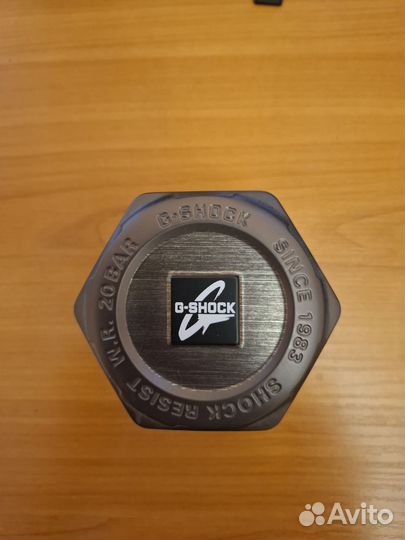 G-SHOCK
SINCE 1983
SHOCK RESIST
W.R. 20BAR
G-SHOCK
Avito